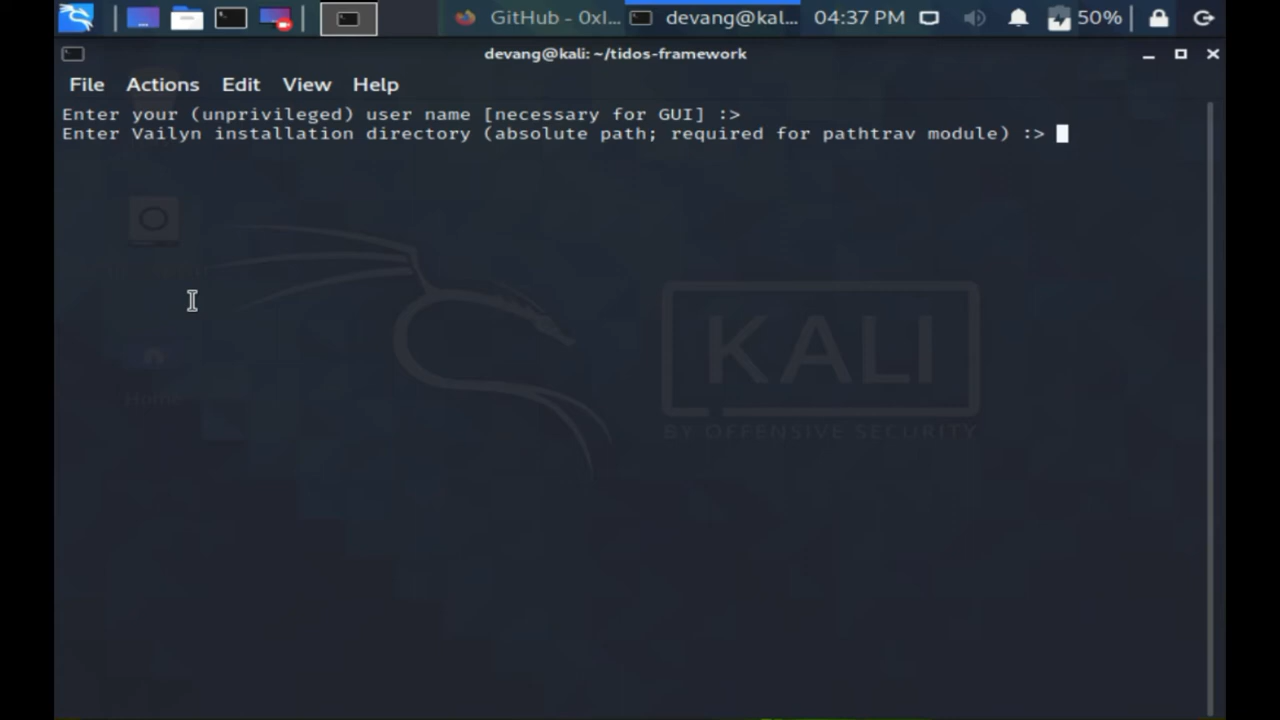 GitHub - 0xI...
devang@kal...
04:37 PM
50%
devang@kali: ~/tidos-framework
File Actions Edit View Help
Enter your (unprivileged) user name [necessary for GUI] :>
Enter Vailyn installation directory (absolute path; required for pathtrav module) :>
KALI
BY OFFENSIVE SECURITY
Home